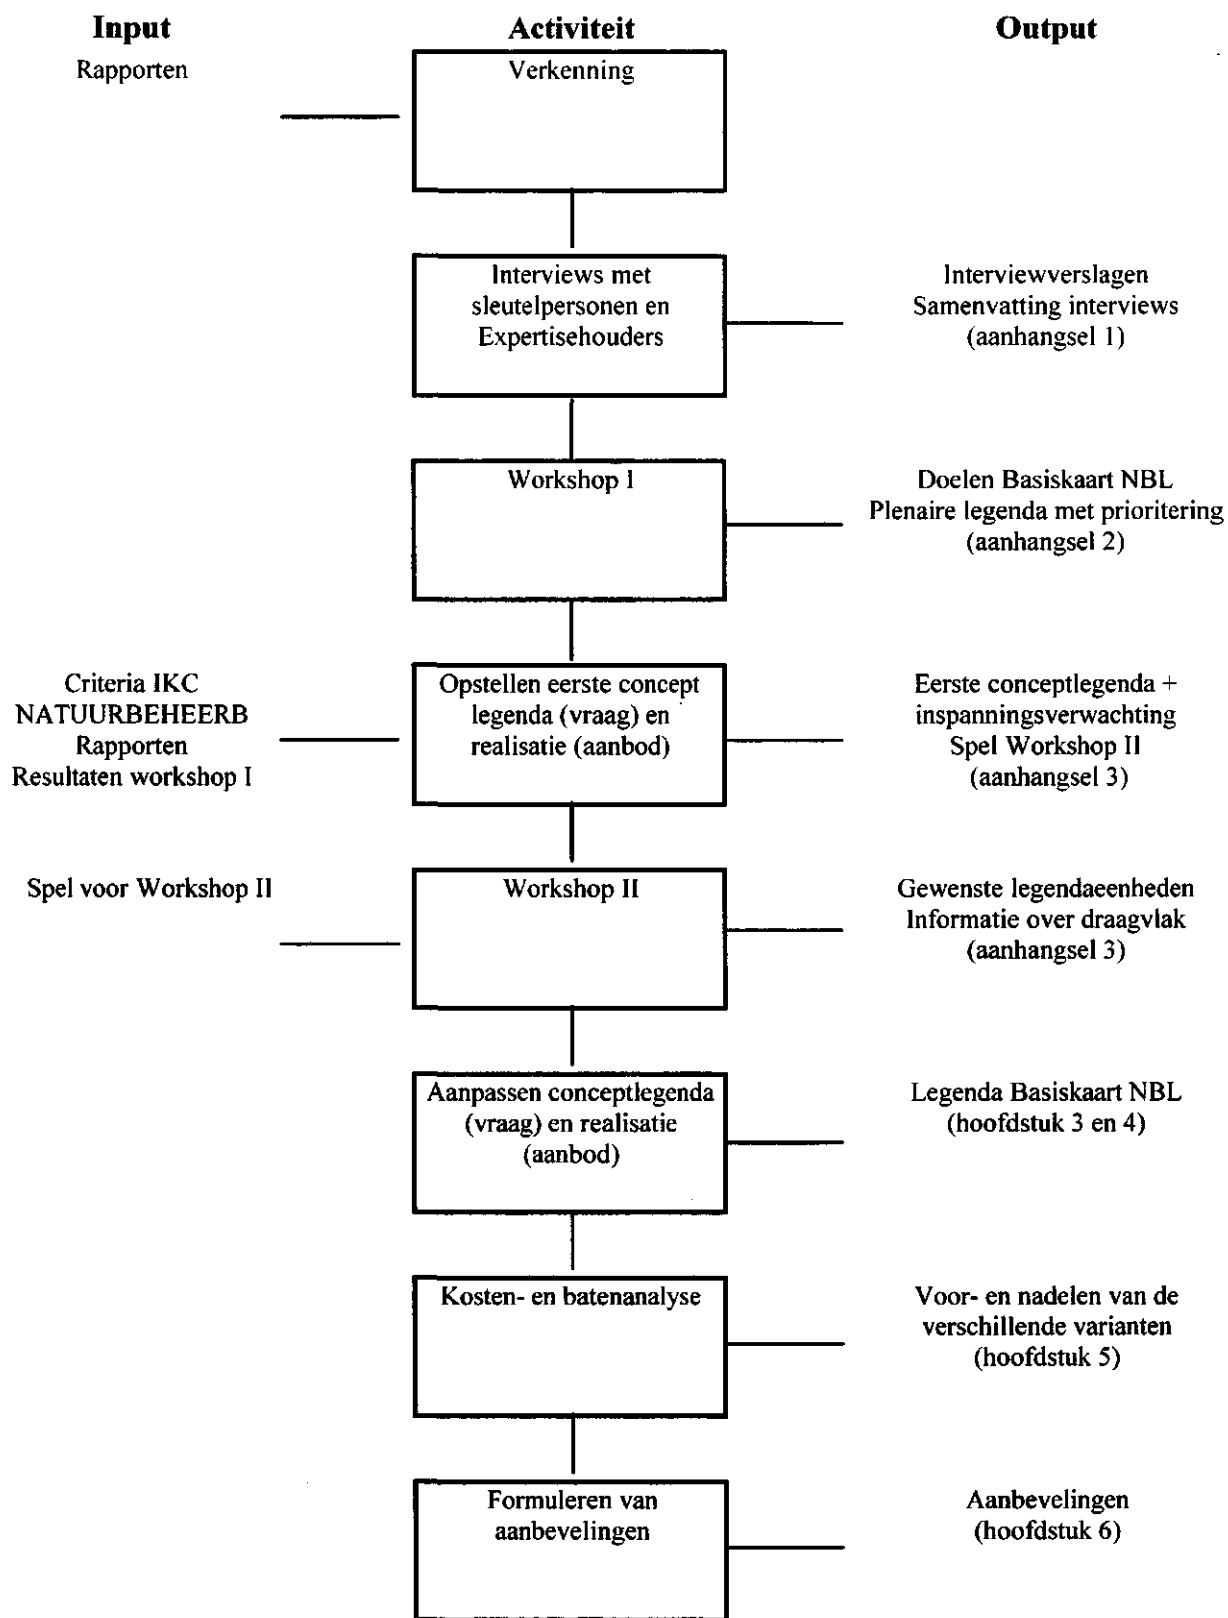 Input
Activiteit
Output
Rapporten
Verkenning
Interviews met
sleutelpersonen en
Expertisehouders
Interviewverslagen
Samenvatting interviews
(aanhangsel 1)
Workshop I
Doelen Basiskaart NBL
Plenaire legenda met prioritering
(aanhangsel 2)
Criteria IKC
NATUURBEHEERB
Rapporten
Resultaten workshop I
Opstellen eerste concept
legenda (vraag) en
realisatie (aanbod)
Eerste conceptlegenda +
inspanningsverwachting
Spel Workshop II
(aanhangsel 3)
Spel voor Workshop II
Workshop II
Gewenste legendaeenheden
Informatie over draagvlak
(aanhangsel 3)
Aanpassen conceptlegenda
(vraag) en realisatie
(aanbod)
Legenda Basiskaart NBL
(hoofdstuk 3 en 4)
Kosten- en batenanalyse
Voor- en nadelen van de
verschillende varianten
(hoofdstuk 5)
Formuleren van
aanbevelingen
Aanbevelingen
(hoofdstuk 6)